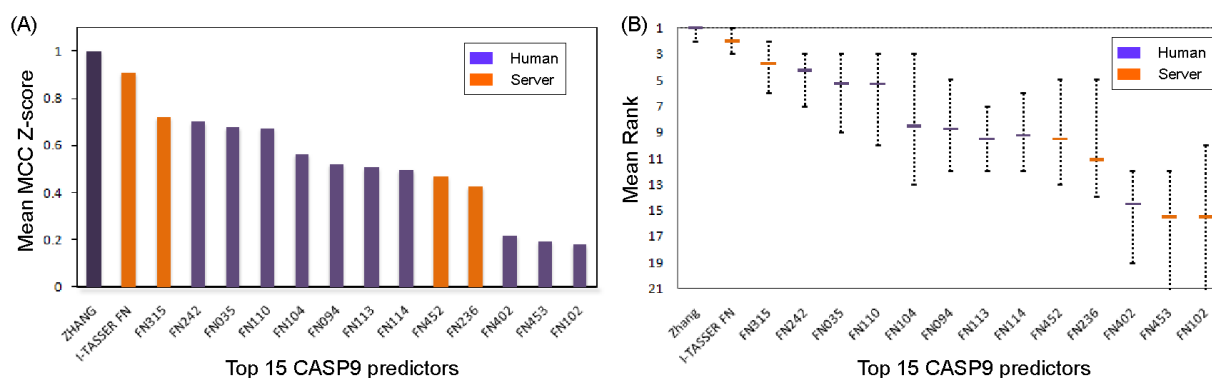 (A)
Mean MCC Z-score
1
0.8
0.6
0.4
0.2
0
Human
Server
ZHANG
I-TASSER FN
FN315
FN242
FN035
FN110
FN104
FN094
FN113
FN114
FN452
FN236
FN402
FN453
FN102
Top 15 CASP9 predictors
(B)
Mean Rank
1
3
5
7
9
11
13
15
17
19
21
Human
Server
Zhang
I-TASSER FN
FN315
FN242
FN035
FN110
FN104
FN094
FN113
FN114
FN452
FN236
FN402
FN453
FN102
Top 15 CASP9 predictors